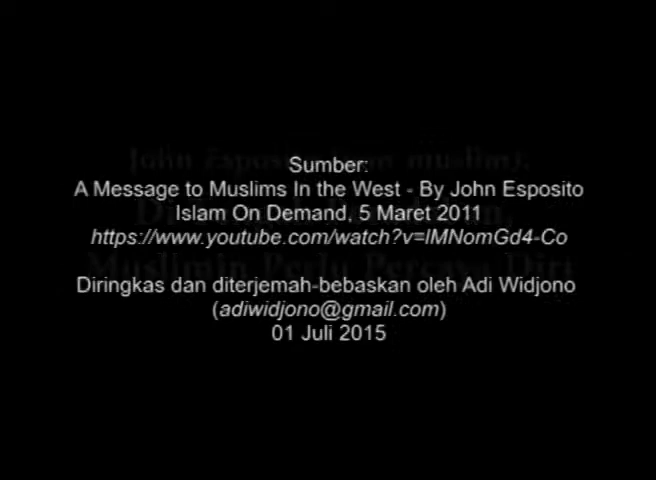 Sumber:
A Message to Muslims In the West - By John Esposito
Islam On Demand, 5 Maret 2011
https://www.youtube.com/watch?v=lMNomGd4-Co
Diringkas dan diterjemah-bebaskan oleh Adi Widjono
(adiwidjono@gmail.com)
01 Juli 2015